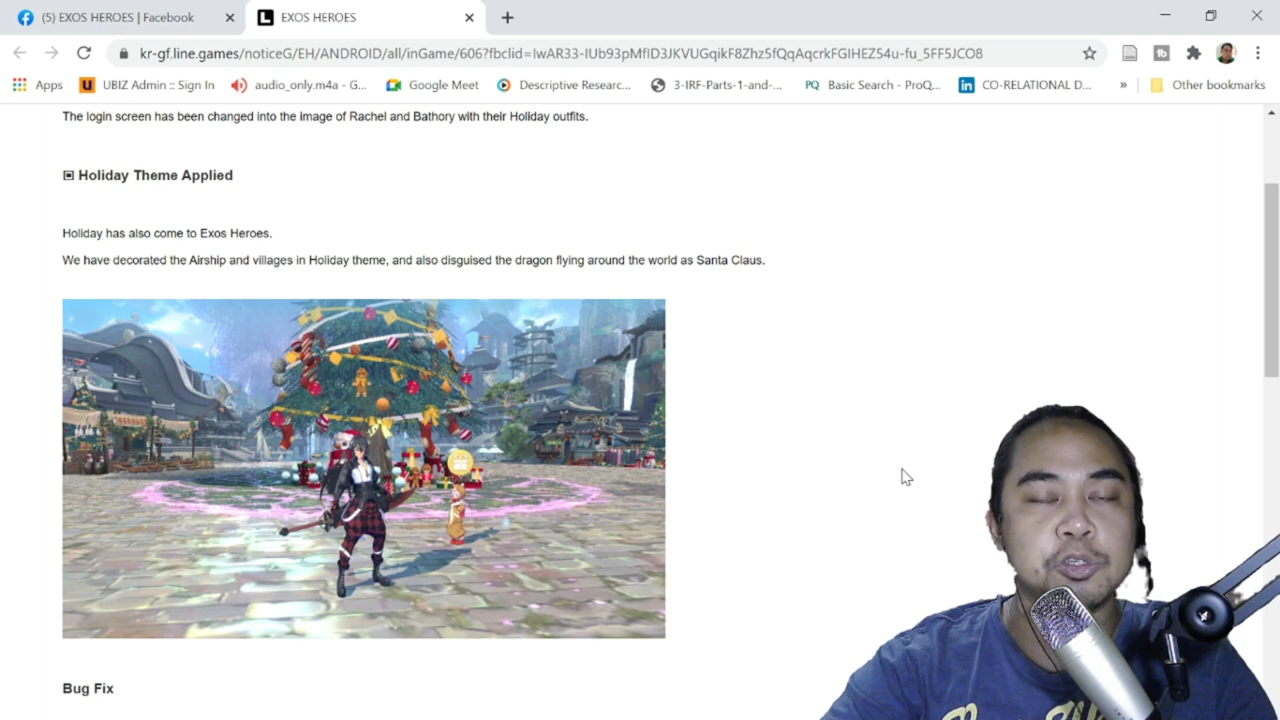 (5) EXOS HEROES | Facebook
EXOS HEROES
kr-gf.line.games/noticeG/EH/ANDROID/all/inGame/606?fbclid=IwAR33-IUb93pMfID3JKVUGqikF8Zhz5fQqAqcrkFGIHEZ54u-fu_5FF5JCO8
Apps
UBIZ Admin :: Sign In
audio_only.m4a - G...
Google Meet
Descriptive Researc...
3-IRF-Parts-1-and-...
PQ Basic Search - ProQ...
in CO-RELATIONAL D...
»
Other bookmarks
The login screen has been changed into the image of Rachel and Bathory with their Holiday outfits.
▣ Holiday Theme Applied
Holiday has also come to Exos Heroes.
We have decorated the Airship and villages in Holiday theme, and also disguised the dragon flying around the world as Santa Claus.
Bug Fix